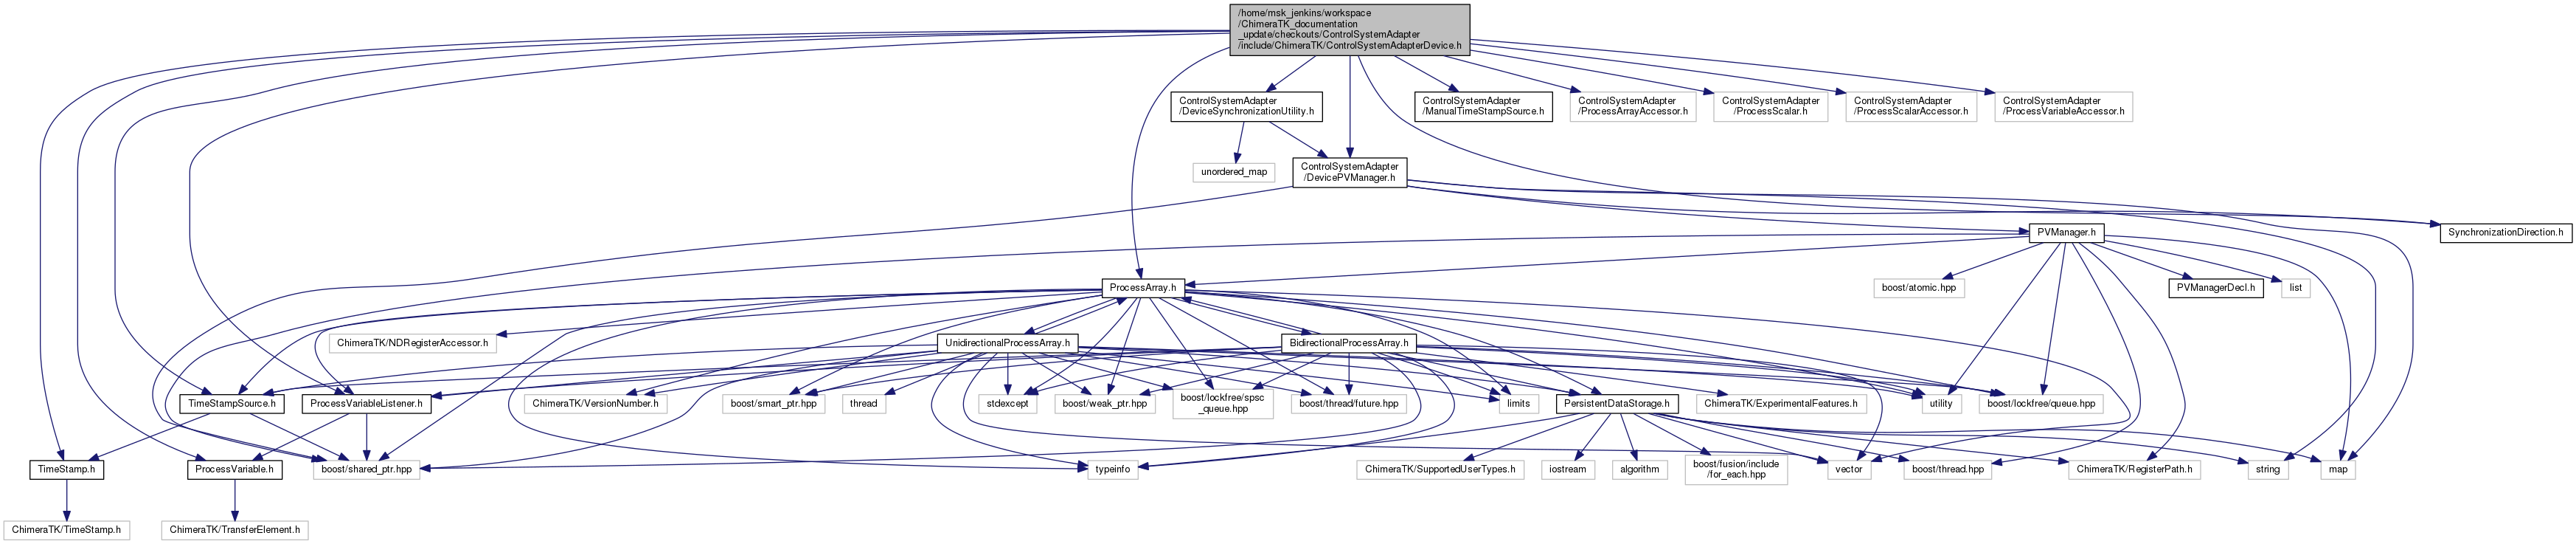 /home/msk_jenkins/workspace
/ChimeraTK_documentation
_update/checkouts/ControlSystemAdapter
/include/ChimeraTK/ControlSystemAdapterDevice.h
ControlSystemAdapter
/DeviceSynchronizationUtility.h
ControlSystemAdapter
/ManualTimeStampSource.h
ControlSystemAdapter
/ProcessArrayAccessor.h
ControlSystemAdapter
/ProcessScalar.h
ControlSystemAdapter
/ProcessScalarAccessor.h
ControlSystemAdapter
/ProcessVariableAccessor.h
unordered_map
ControlSystemAdapter
/DevicePVManager.h
PVManager.h
SynchronizationDirection.h
ProcessArray.h
boost/atomic.hpp
PVManagerDecl.h
list
ChimeraTK/NDRegisterAccessor.h
UnidirectionalProcessArray.h
BidirectionalProcessArray.h
TimeStampSource.h
ProcessVariableListener.h
ChimeraTK/VersionNumber.h
boost/smart_ptr.hpp
thread
stdexcept
boost/weak_ptr.hpp
boost/lockfree/spsc
_queue.hpp
boost/thread/future.hpp
limits
PersistentDataStorage.h
ChimeraTK/ExperimentalFeatures.h
utility
boost/lockfree/queue.hpp
TimeStamp.h
ProcessVariable.h
boost/shared_ptr.hpp
typeinfo
ChimeraTK/SupportedUserTypes.h
iostream
algorithm
boost/fusion/include
/for_each.hpp
vector
boost/thread.hpp
ChimeraTK/RegisterPath.h
string
map
ChimeraTK/TimeStamp.h
ChimeraTK/TransferElement.h